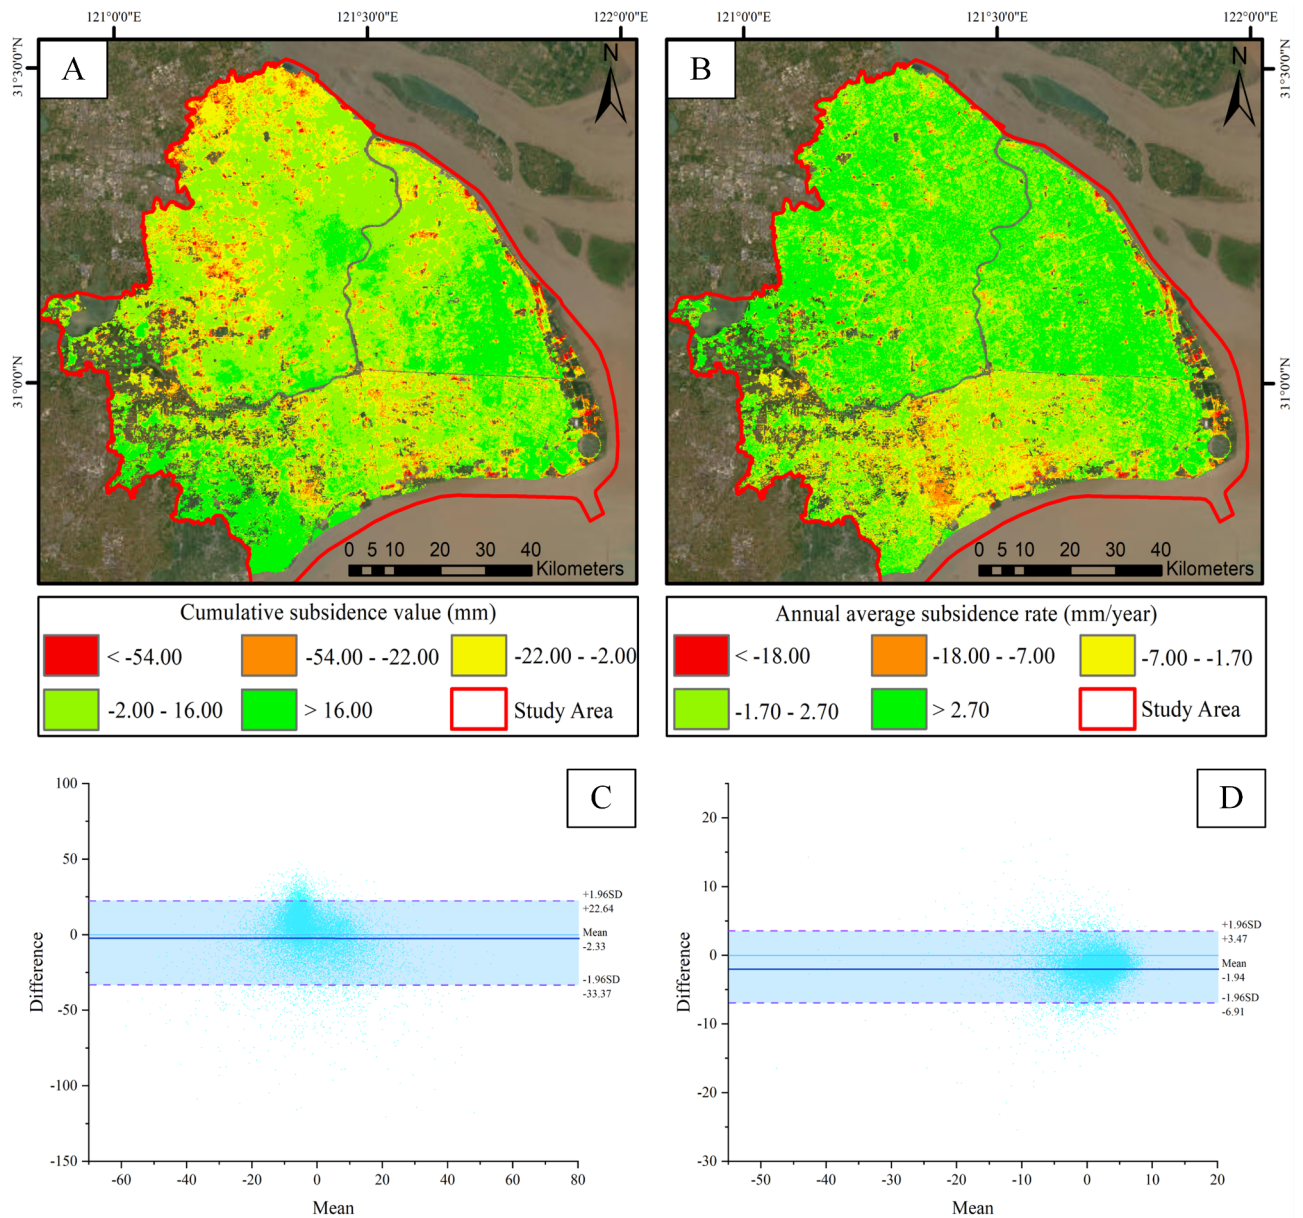 121°0'0"E 121°3'0"E 122°0'0"E
121°0'0"E 121°3'0"E 122°0'0"E
31°30'0"N
31°0'0"N
A
N
0 5 10 20 30 40
Kilometers
B
N
0 5 10 20 30 40
Kilometers
31°30'0"N
31°0'0"N
Cumulative subsidence value (mm)
< -54.00 -54.00 - -22.00 -22.00 - -2.00
-2.00 - 16.00 > 16.00 Study Area
Annual average subsidence rate (mm/year)
< -18.00 -18.00 - -7.00 -7.00 - -1.70
-1.70 - 2.70 > 2.70 Study Area
C
Difference
100
50
0
-50
-100
-150
+1.96SD
+22.64
Mean
-2.33
-1.96SD
-33.37
-60 -40 -20 0 20 40 60 80
Mean
D
Difference
20
10
0
-10
-20
-30
+1.96SD
+3.47
Mean
-1.94
-1.96SD
-6.91
-50 -40 -30 -20 -10 0 10 20
Mean